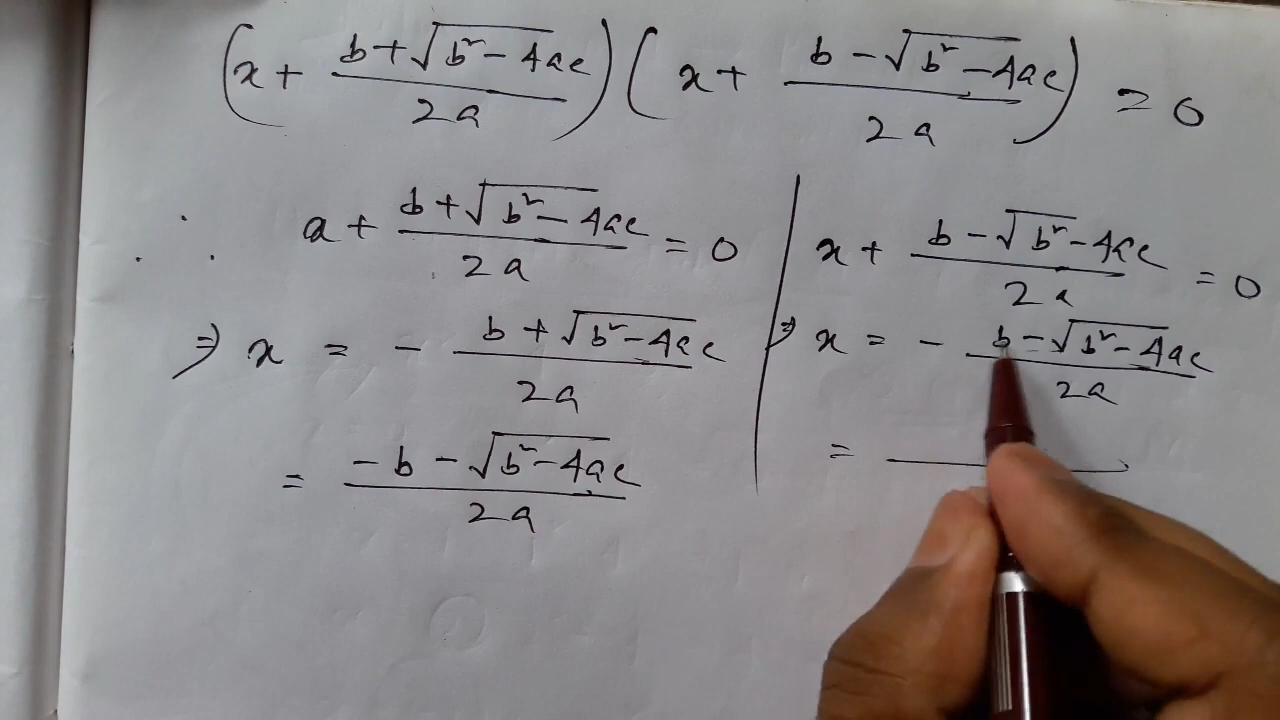 (x + (b + √(b² - 4ac))/(2a)) (x + (b - √(b² - 4ac))/(2a)) = 0
∴ a + (b + √(b² - 4ac))/(2a) = 0
⇒ x = - (b + √(b² - 4ac))/(2a)
= (-b - √(b² - 4ac))/(2a)
x + (b - √(b² - 4ac))/(2a) = 0
⇒ x = - (b - √(b² - 4ac))/(2a)
=